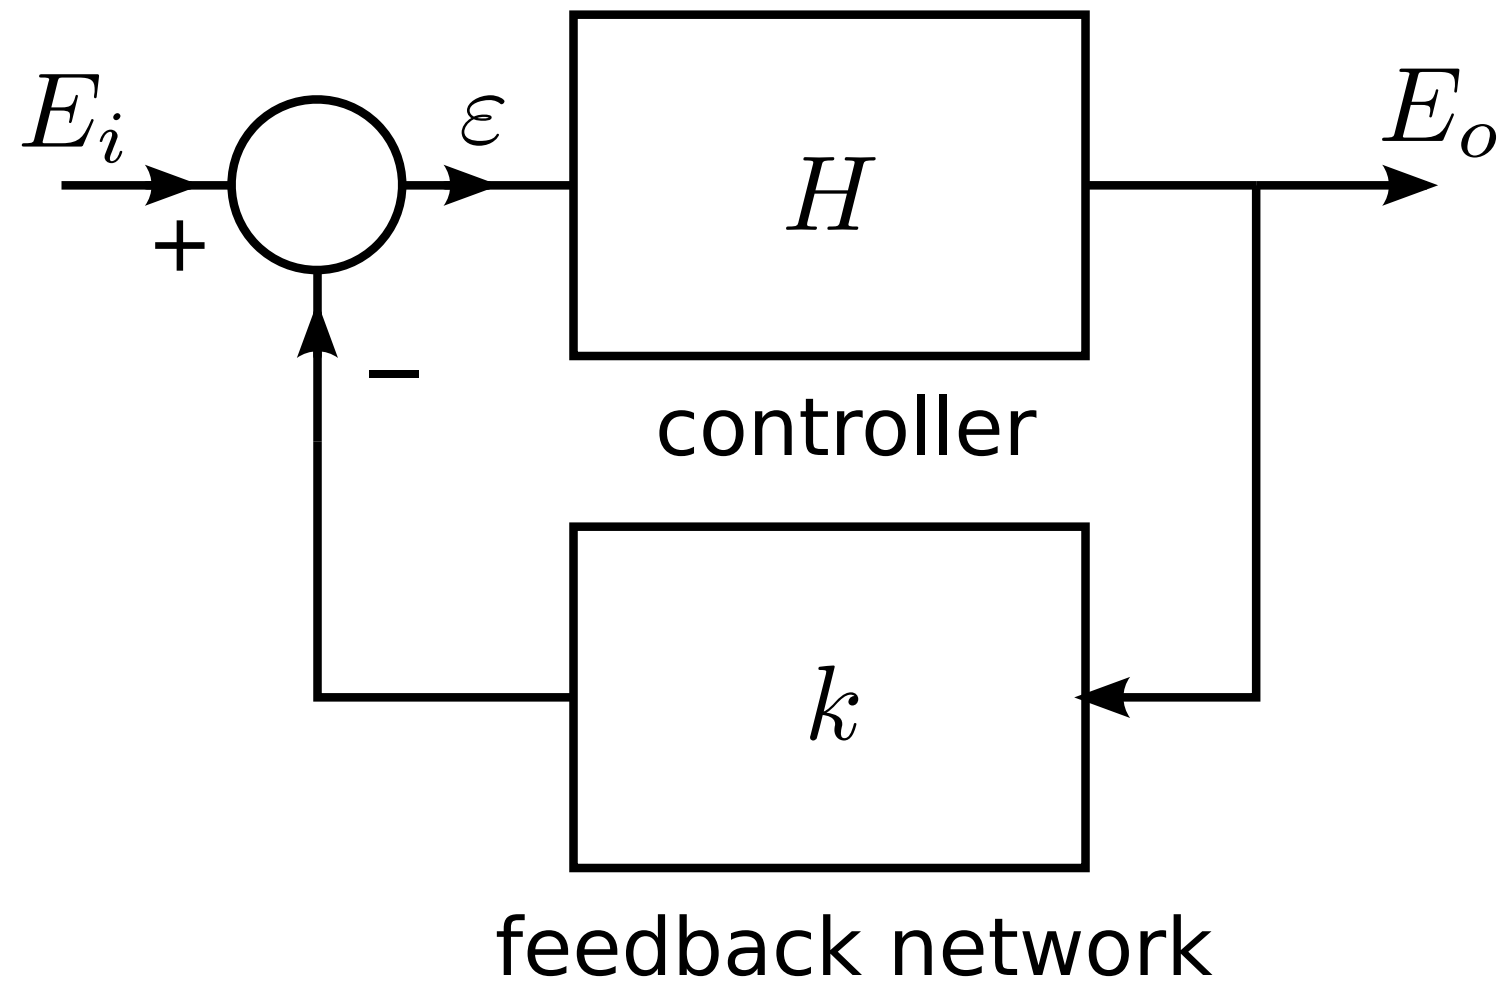 E_i
ε
H
E_o
+
−
controller
k
feedback network